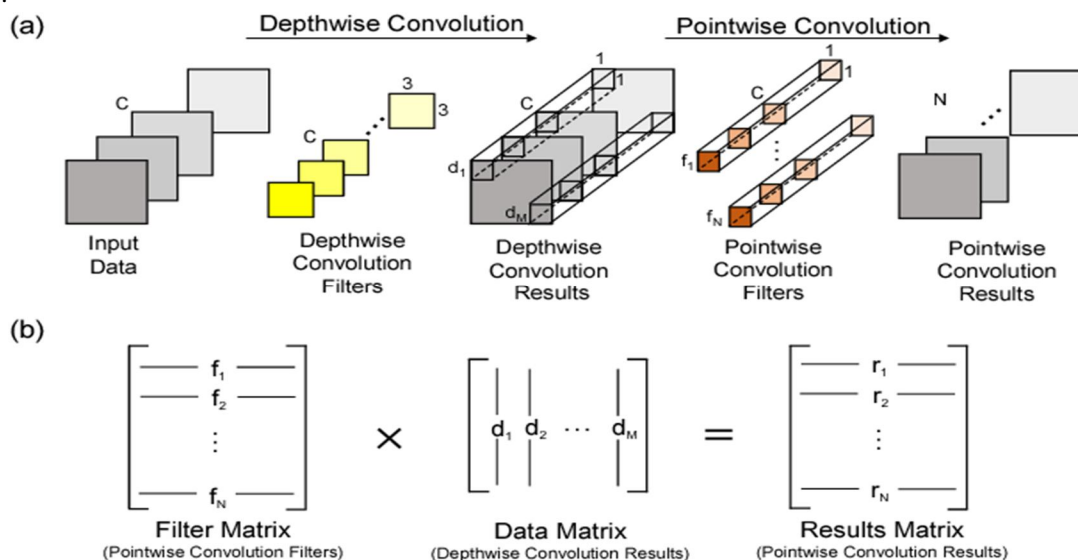 (a)
Depthwise Convolution
Pointwise Convolution
C
C
3
3
1
1
C
d1
dM
1
1
C
f1
⋮
fN
N
Input
Data
Depthwise
Convolution
Filters
Depthwise
Convolution
Results
Pointwise
Convolution
Filters
Pointwise
Convolution
Results
(b)
f1
f2
⋮
fN
×
d1 d2 ··· dM
=
r1
r2
⋮
rN
Filter Matrix
(Pointwise Convolution Filters)
Data Matrix
(Depthwise Convolution Results)
Results Matrix
(Pointwise Convolution Results)